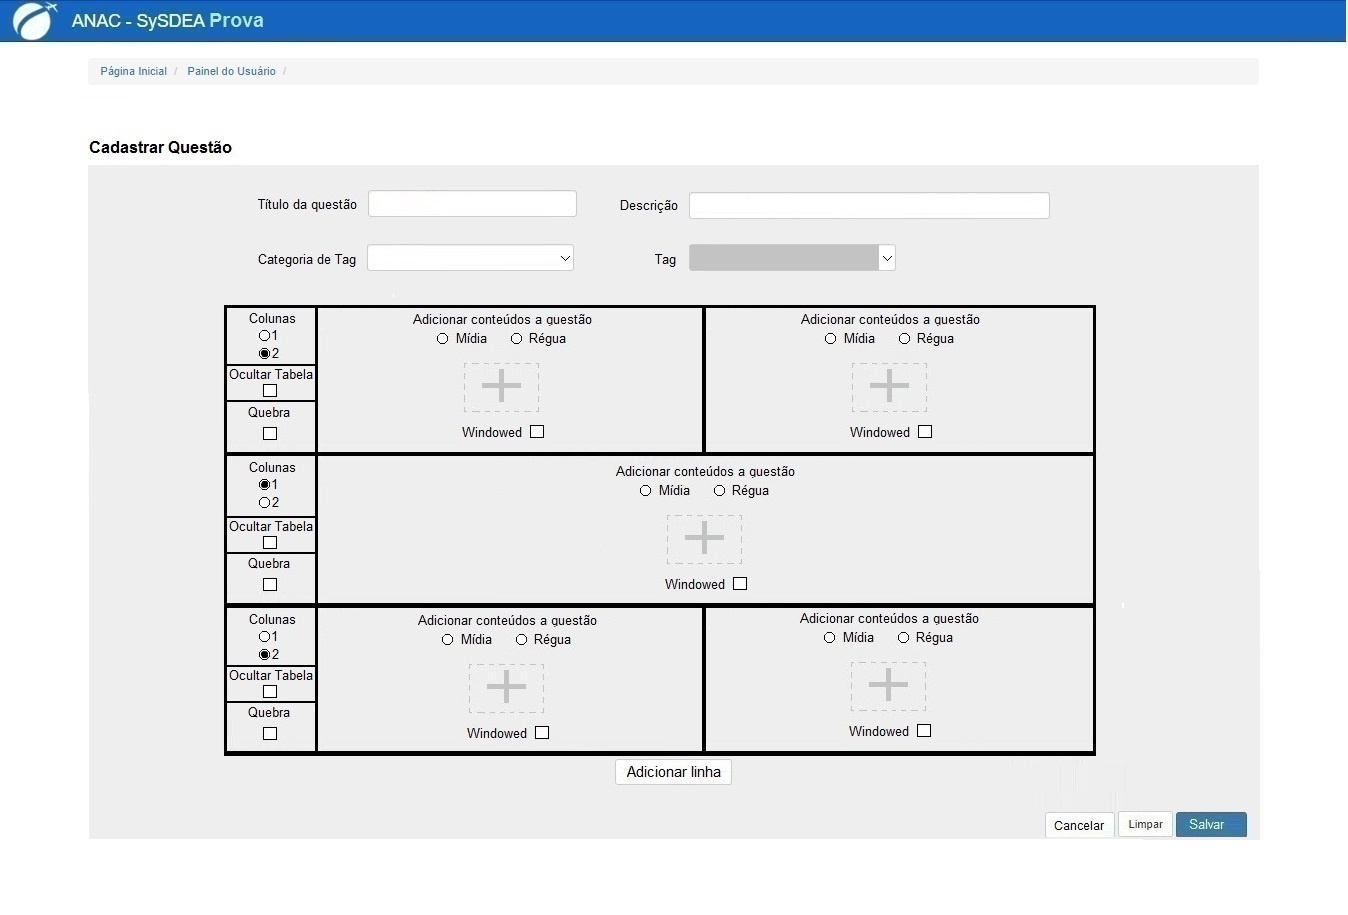 ANAC - SySDEA Prova
Página Inicial / Painel do Usuário /
Cadastrar Questão
Título da questão
Descrição
Categoria de Tag
Tag
Colunas
1
2
Ocultar Tabela
Quebra
Adicionar conteúdos a questão
Mídia Régua
Windowed
Adicionar conteúdos a questão
Mídia Régua
Windowed
Colunas
1
2
Ocultar Tabela
Quebra
Adicionar conteúdos a questão
Mídia Régua
Windowed
Colunas
1
2
Ocultar Tabela
Quebra
Adicionar conteúdos a questão
Mídia Régua
Windowed
Adicionar conteúdos a questão
Mídia Régua
Windowed
Adicionar linha
Cancelar Limpar Salvar